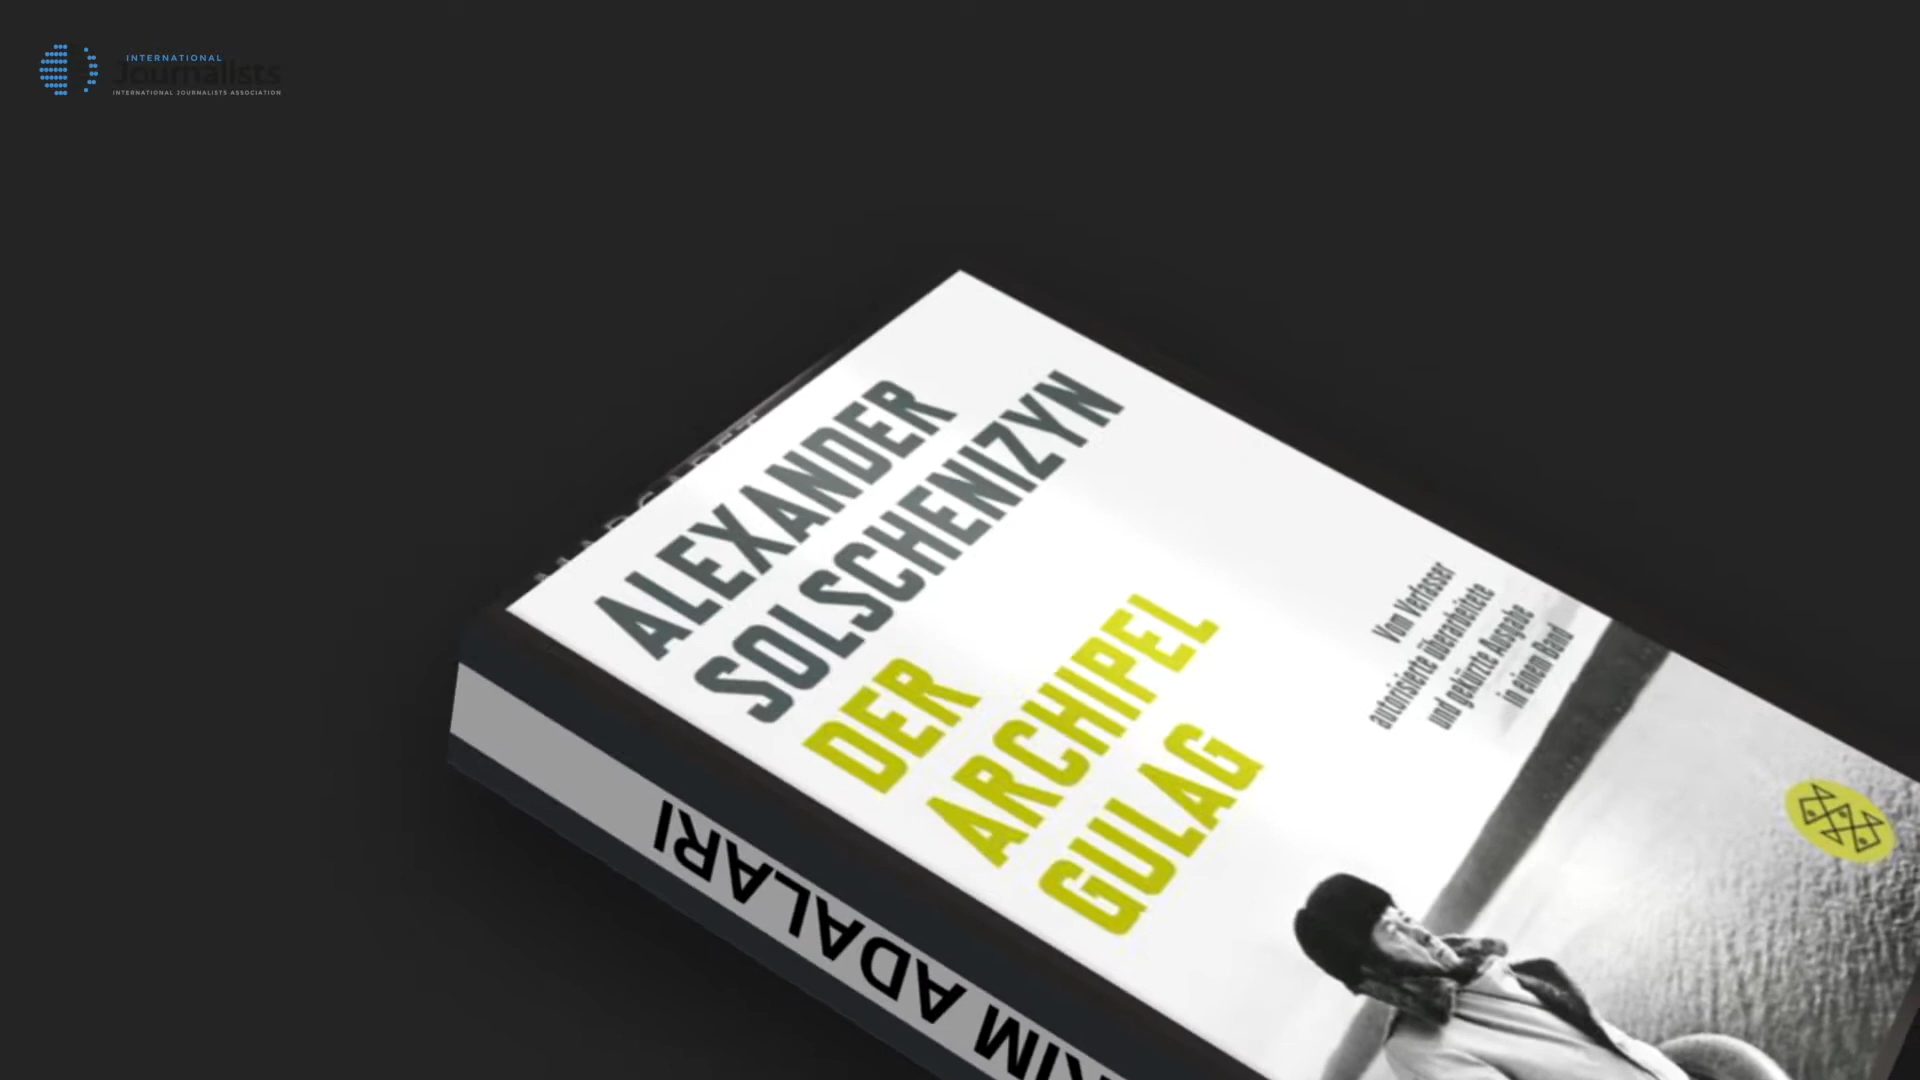 INTERNATIONAL
Journalists
INTERNATIONAL JOURNALISTS ASSOCIATION
ALEXANDER
SOLSCHENIZYN
DER
ARCHIPEL
GULAG
Vom Verfasser
autorisierte überarbeitete
und gekürzte Ausgabe
in einem Band
ADALARI